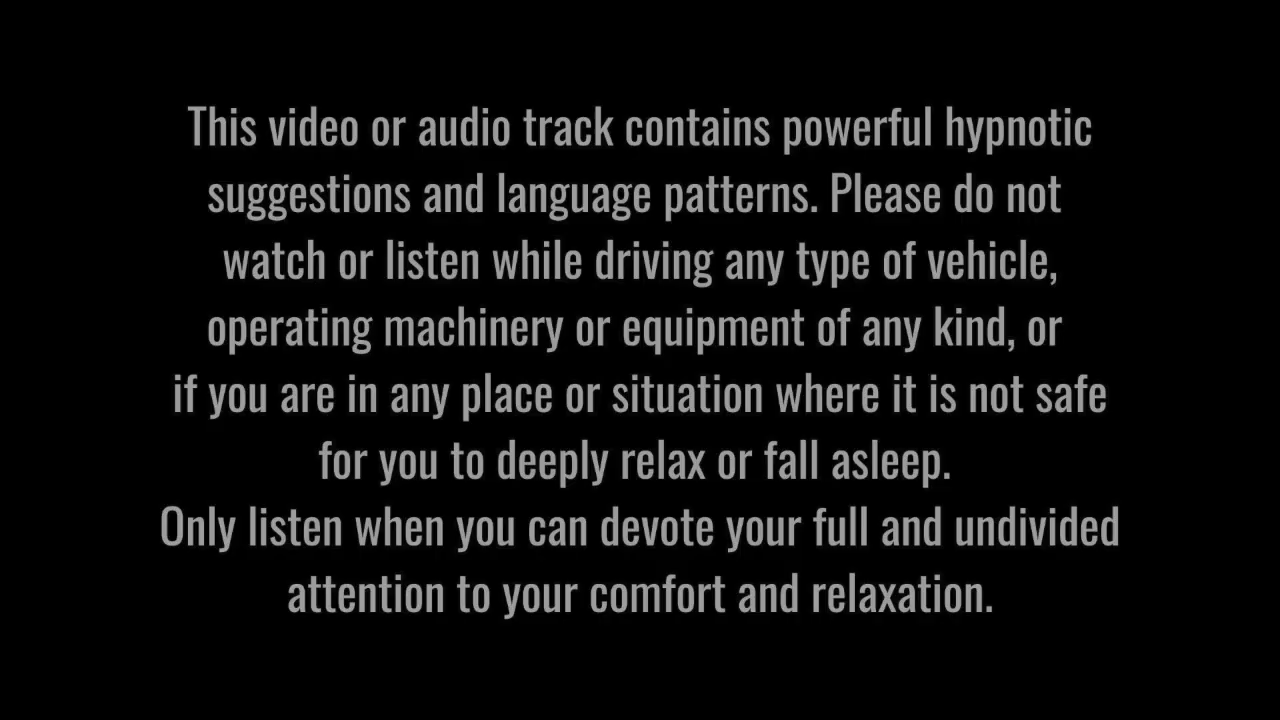 This video or audio track contains powerful hypnotic
suggestions and language patterns. Please do not
watch or listen while driving any type of vehicle,
operating machinery or equipment of any kind, or
if you are in any place or situation where it is not safe
for you to deeply relax or fall asleep.
Only listen when you can devote your full and undivided
attention to your comfort and relaxation.